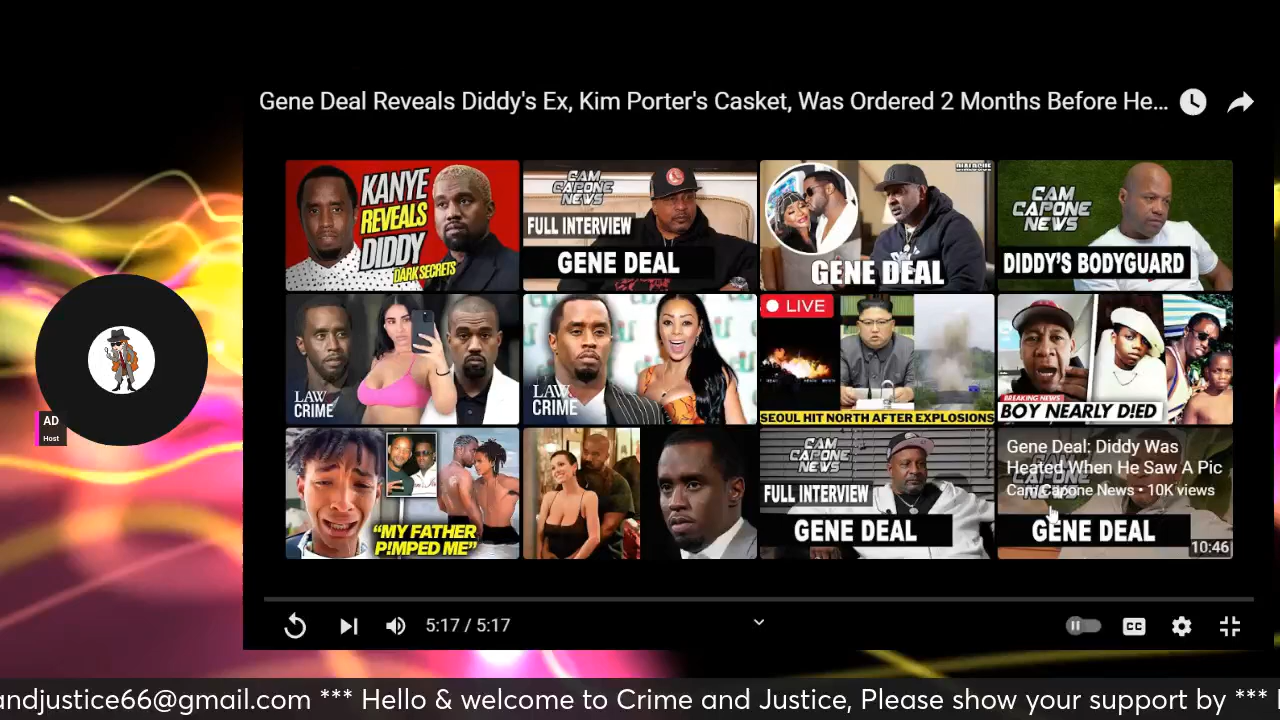 Gene Deal Reveals Diddy's Ex, Kim Porter's Casket, Was Ordered 2 Months Before He...
KANYE
REVEALS
DIDDY
DARK SECRETS
CAM
CAPONE
NEWS
FULL INTERVIEW
GENE DEAL
DIALOGUE
GENE DEAL
CAM
CAPONE
NEWS
DIDDY'S BODYGUARD
LAW
CRIME
LAW
CRIME
LIVE
SEOUL HIT NORTH AFTER EXPLOSIONS
BREAKING NEWS
BOY NEARLY D!ED
"MY FATHER
P!MPED ME"
CAM
CAPONE
NEWS
FULL INTERVIEW
GENE DEAL
Gene Deal: Diddy Was
Heated When He Saw A Pic
Cam Capone News • 10K views
GENE DEAL
10:46
AD
Host
5:17 / 5:17
CC
andjustice66@gmail.com *** Hello & welcome to Crime and Justice, Please show your support by ***